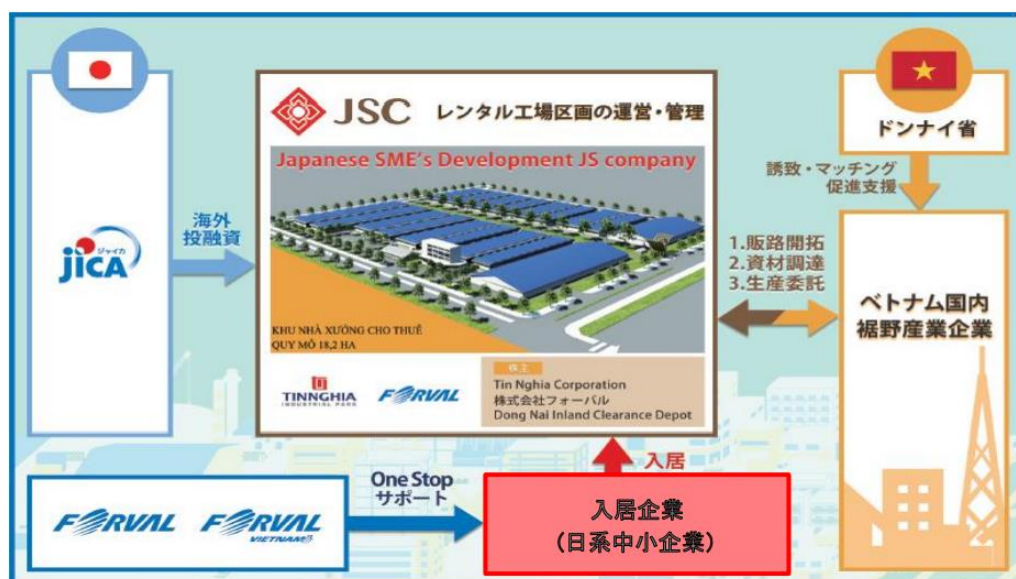 ジャイカ
JICA
海外
投融資
JSC レンタル工場区画の運営・管理
Japanese SME's Development JS company
KHU NHÀ XƯỞNG CHO THUÊ
QUY MÔ 18,2 HA
TINNGHIA
INDUSTRIAL PARK
FORVAL
株主
Tin Nghia Corporation
株式会社フォーバル
Dong Nai Inland Clearance Depot
ドンナイ省
誘致・マッチング
促進支援
1.販路開拓
2.資材調達
3.生産委託
ベトナム国内
裾野産業企業
入居
FORVAL
FORVAL
VIETNAM
One Stop
サポート
入居企業
（日系中小企業）